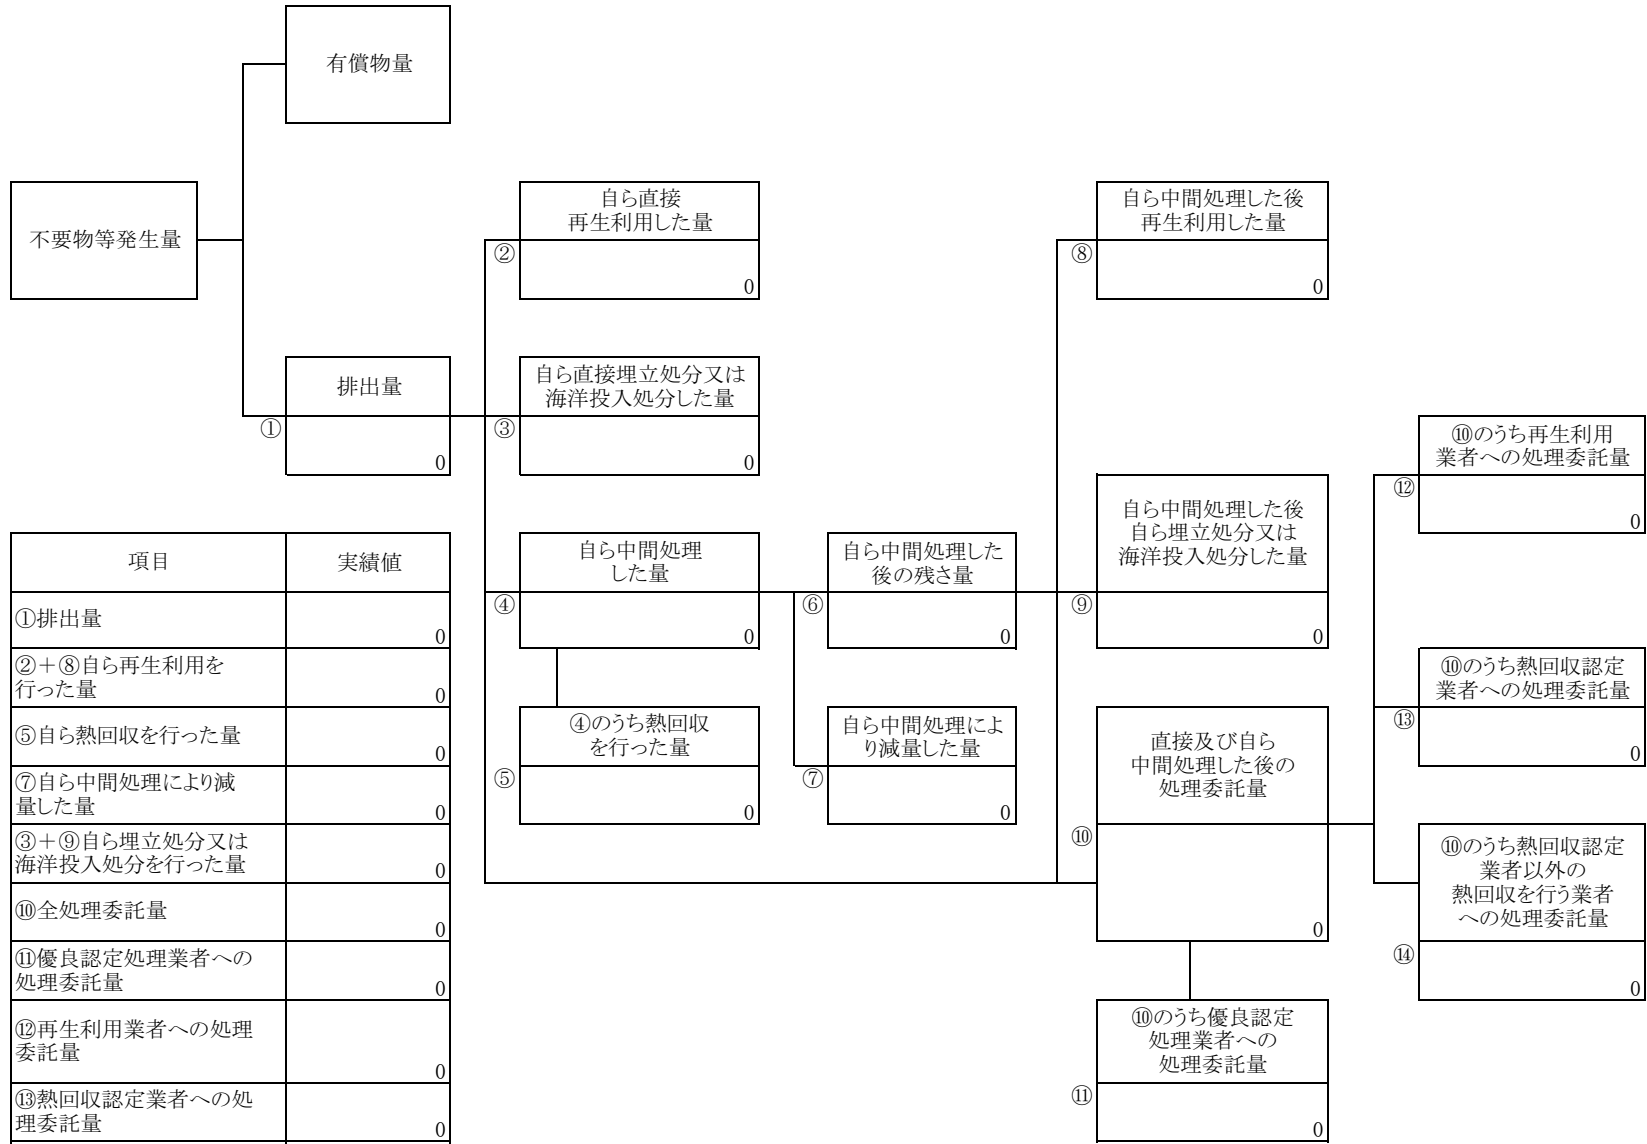 有償物量
不要物等発生量
自ら直接
再生利用した量
②
0
自ら中間処理した後
再生利用した量
⑧
0
排出量
①
0
自ら直接埋立処分又は
海洋投入処分した量
③
0
⑩のうち再生利用
業者への処理委託量
⑫
0
自ら中間処理した後
自ら埋立処分又は
海洋投入処分した量
⑨
0
自ら中間処理
した量
④
0
自ら中間処理した
後の残さ量
⑥
0
⑩のうち熱回収認定
業者への処理委託量
⑬
0
④のうち熱回収
を行った量
⑤
0
自ら中間処理によ
り減量した量
⑦
0
直接及び自ら
中間処理した後の
処理委託量
⑩
0
⑩のうち熱回収認定
業者以外の
熱回収を行う業者
への処理委託量
⑭
0
⑩のうち優良認定
処理業者への
処理委託量
⑪
0
項目
実績値
①排出量
0
②＋⑧自ら再生利用を
行った量
0
⑤自ら熱回収を行った量
0
⑦自ら中間処理により減
量した量
0
③＋⑨自ら埋立処分又は
海洋投入処分を行った量
0
⑩全処理委託量
0
⑪優良認定処理業者への
処理委託量
0
⑫再生利用業者への処理
委託量
0
⑬熱回収認定業者への処
理委託量
0